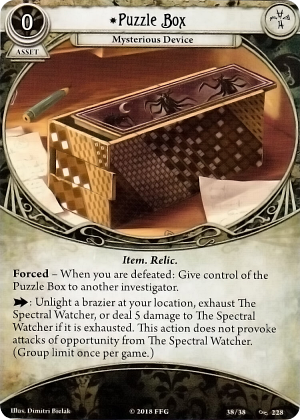 0
ASSET
*Puzzle Box
Mysterious Device
Item. Relic.
Forced – When you are defeated: Give control of the
Puzzle Box to another investigator.
: Unlight a brazier at your location, exhaust The
Spectral Watcher, or deal 5 damage to The Spectral
Watcher if it is exhausted. This action does not provoke
attacks of opportunity from The Spectral Watcher.
(Group limit once per game.)
Illus. Dimitri Bielak
© 2018 FFG
38/38
228